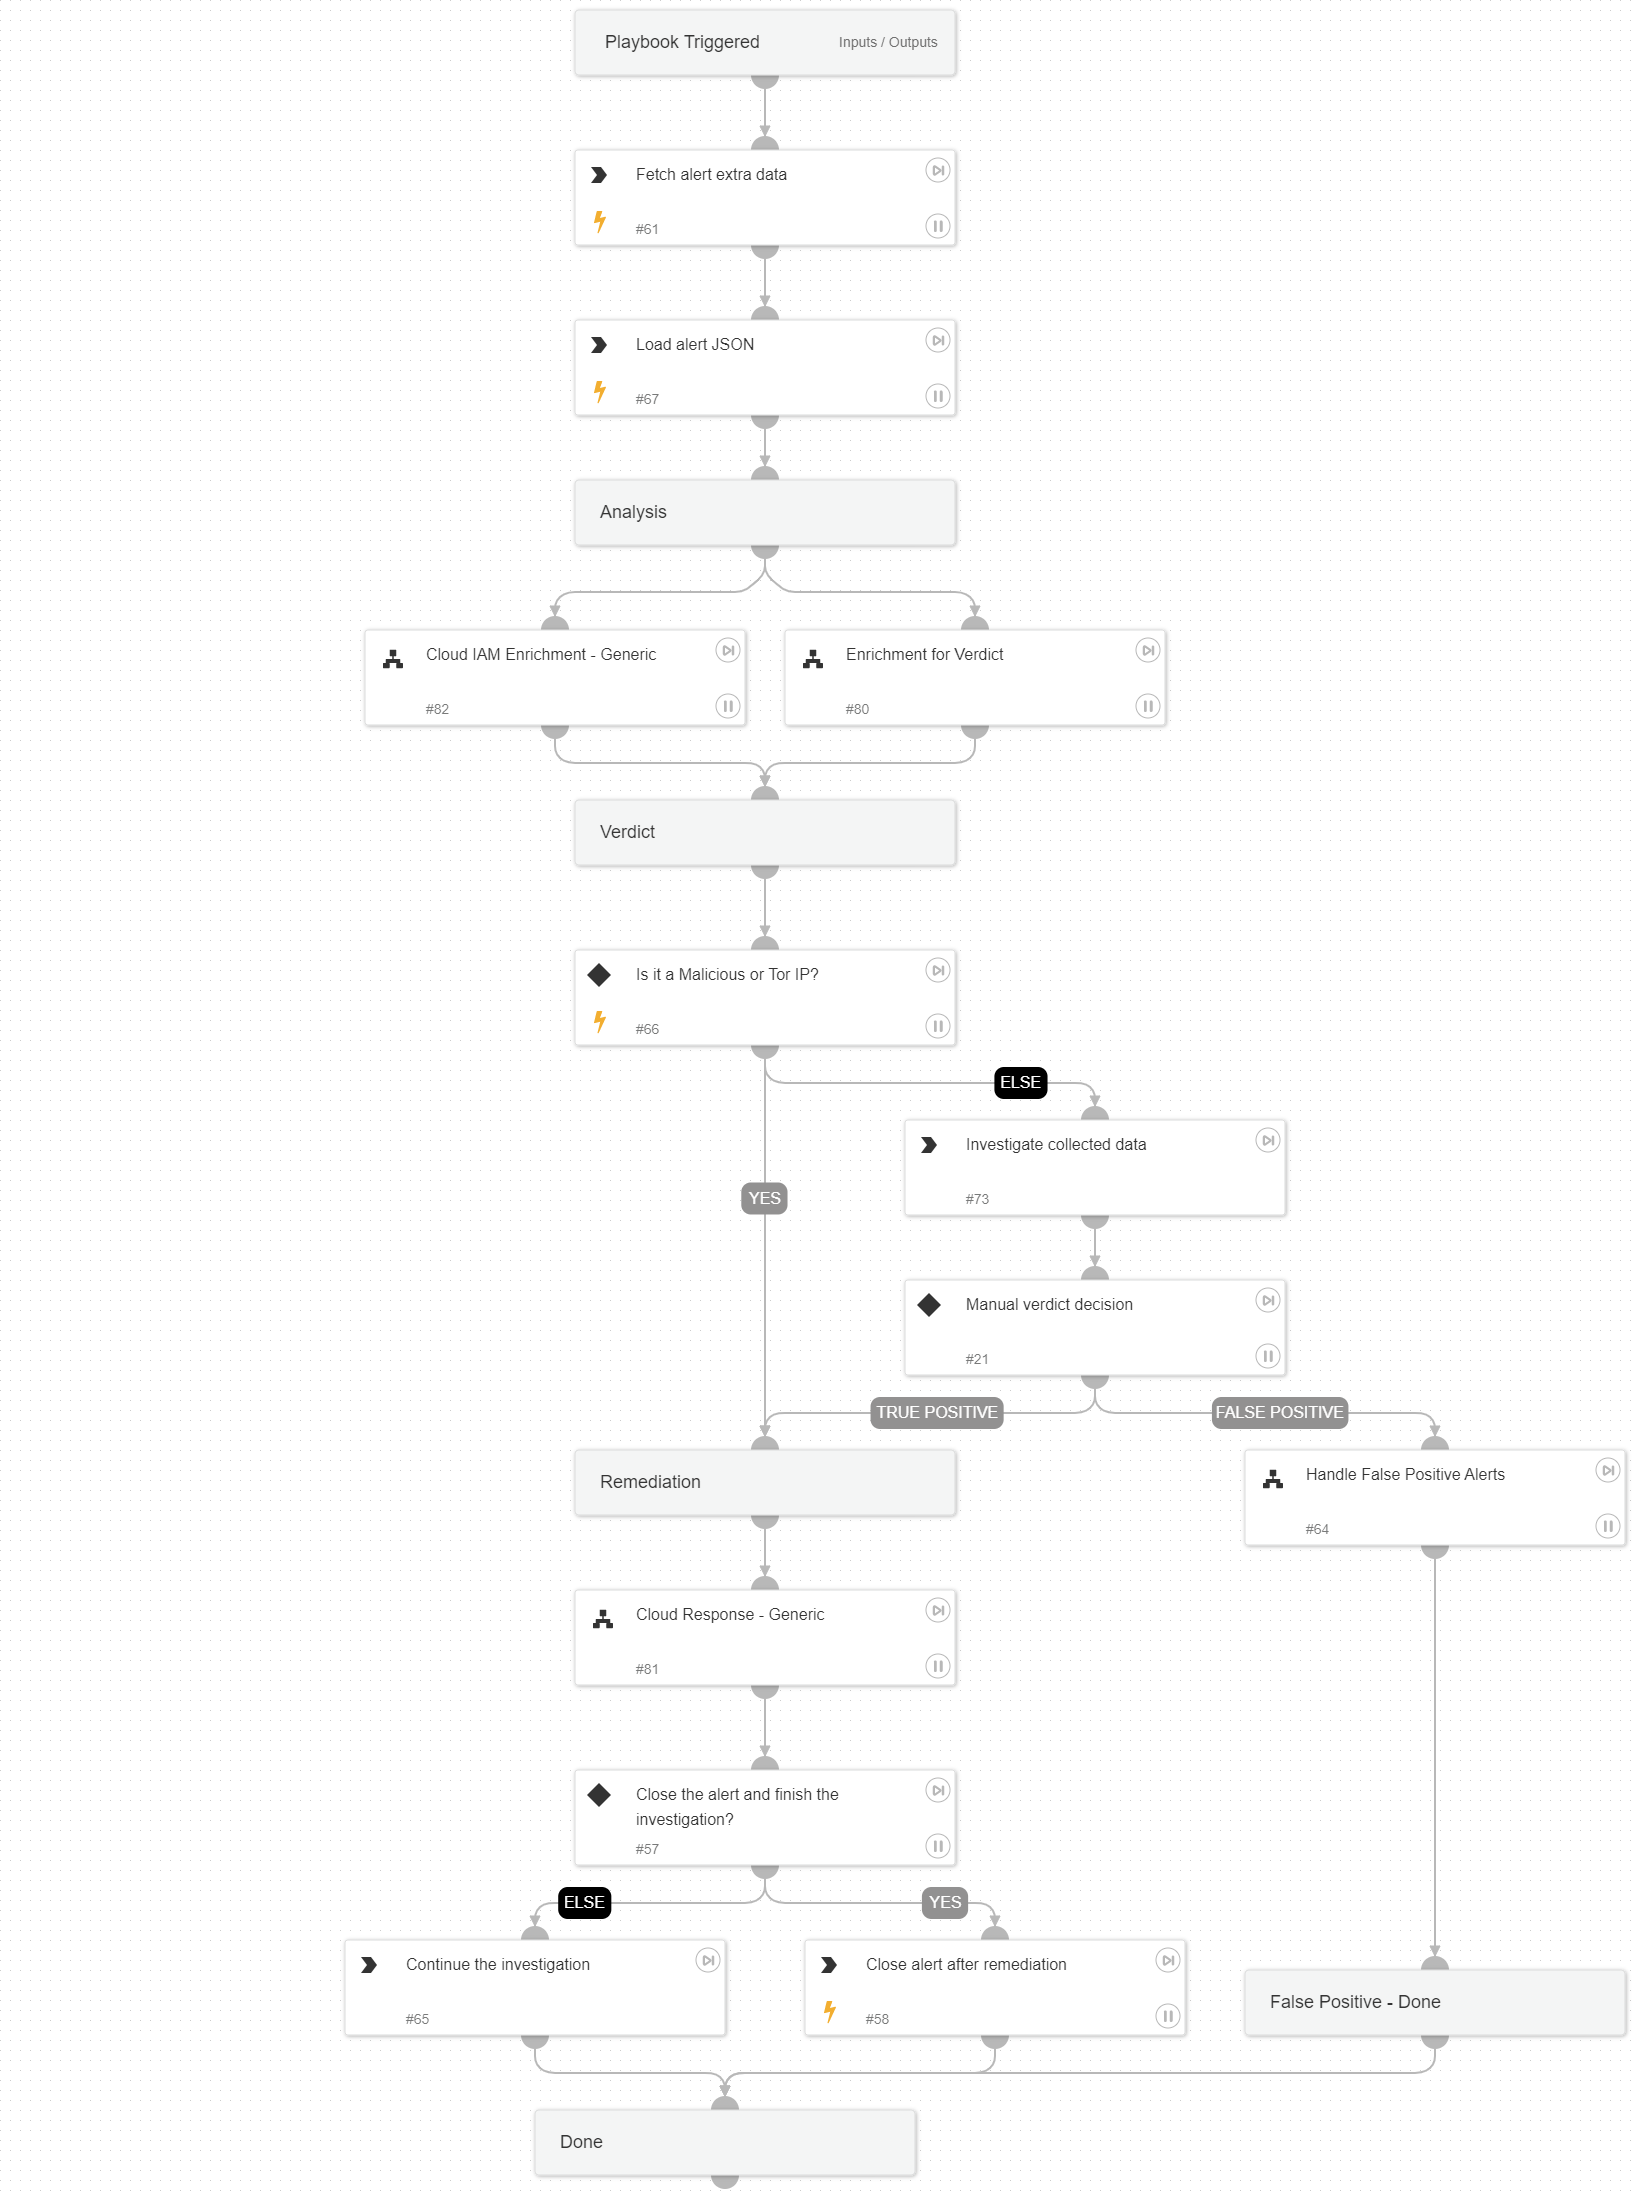 Playbook Triggered
Inputs / Outputs
Fetch alert extra data
#61
Load alert JSON
#67
Analysis
Cloud IAM Enrichment - Generic
#82
Enrichment for Verdict
#80
Verdict
Is it a Malicious or Tor IP?
#66
ELSE
Investigate collected data
#73
YES
Manual verdict decision
#21
TRUE POSITIVE
FALSE POSITIVE
Remediation
Handle False Positive Alerts
#64
Cloud Response - Generic
#81
Close the alert and finish the
investigation?
#57
ELSE
YES
Continue the investigation
#65
Close alert after remediation
#58
False Positive - Done
Done